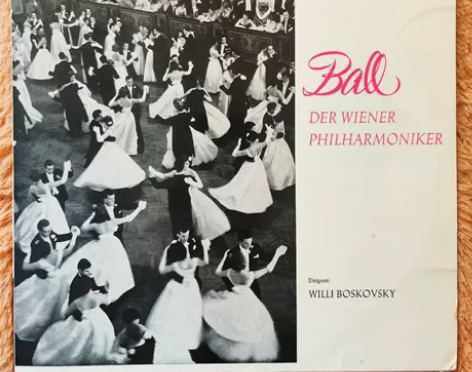 Ball
DER WIENER
PHILHARMONIKER
Dirigent:
WILLI BOSKOVSKY